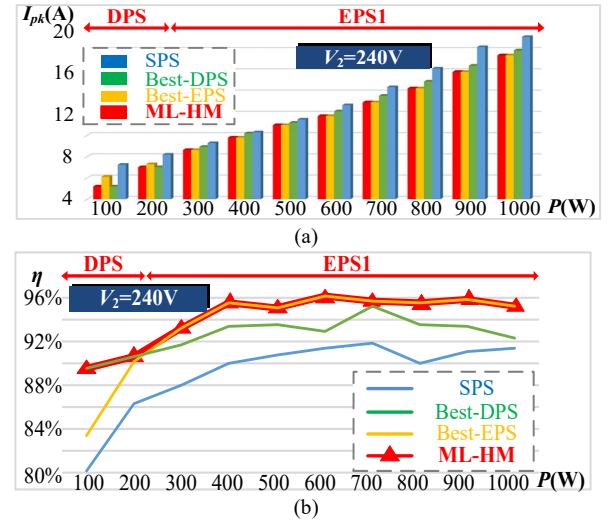 I_pk(A) DPS EPS1
20
V₂=240V
SPS
16
Best-DPS
Best-EPS
12
ML-HM
8
4
100 200 300 400 500 600 700 800 900 1000 P(W)
(a)
η DPS EPS1
96% V₂=240V
92%
88%
SPS
Best-DPS
84%
Best-EPS
ML-HM
80%
100 200 300 400 500 600 700 800 900 1000 P(W)
(b)